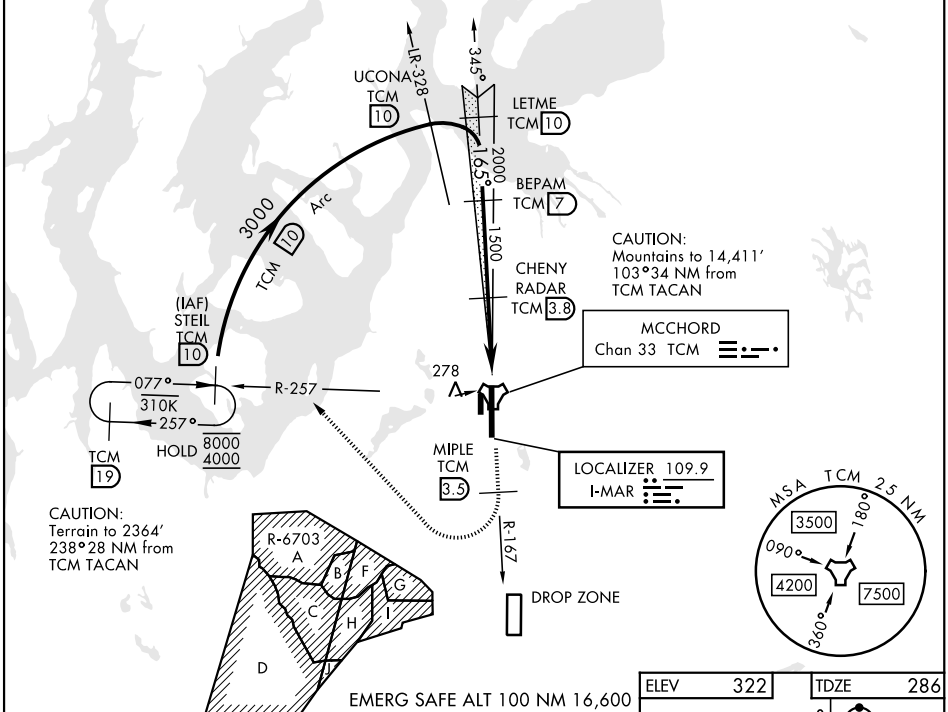 UCONA
TCM
10
LR-328
345°
LETME
TCM 10
2000
165°
BEPAM
TCM 7
1500
3000
TCM 10 Arc
CHENY
RADAR
TCM 3.8
CAUTION:
Mountains to 14,411'
103°34 NM from
TCM TACAN
(IAF)
STEIL
TCM
10
MCCHORD
Chan 33 TCM
278
077°
310K
257°
R-257
HOLD 8000
4000
TCM
19
MIPLE
TCM
3.5
LOCALIZER 109.9
I-MAR
CAUTION:
Terrain to 2364'
238°28 NM from
TCM TACAN
R-167
R-6703
A
B
F
G
C
H
I
D
J
DROP ZONE
MSA TCM 25 NM
3500
180°
090°
4200
7500
360°
EMERG SAFE ALT 100 NM 16,600
ELEV 322
TDZE 286